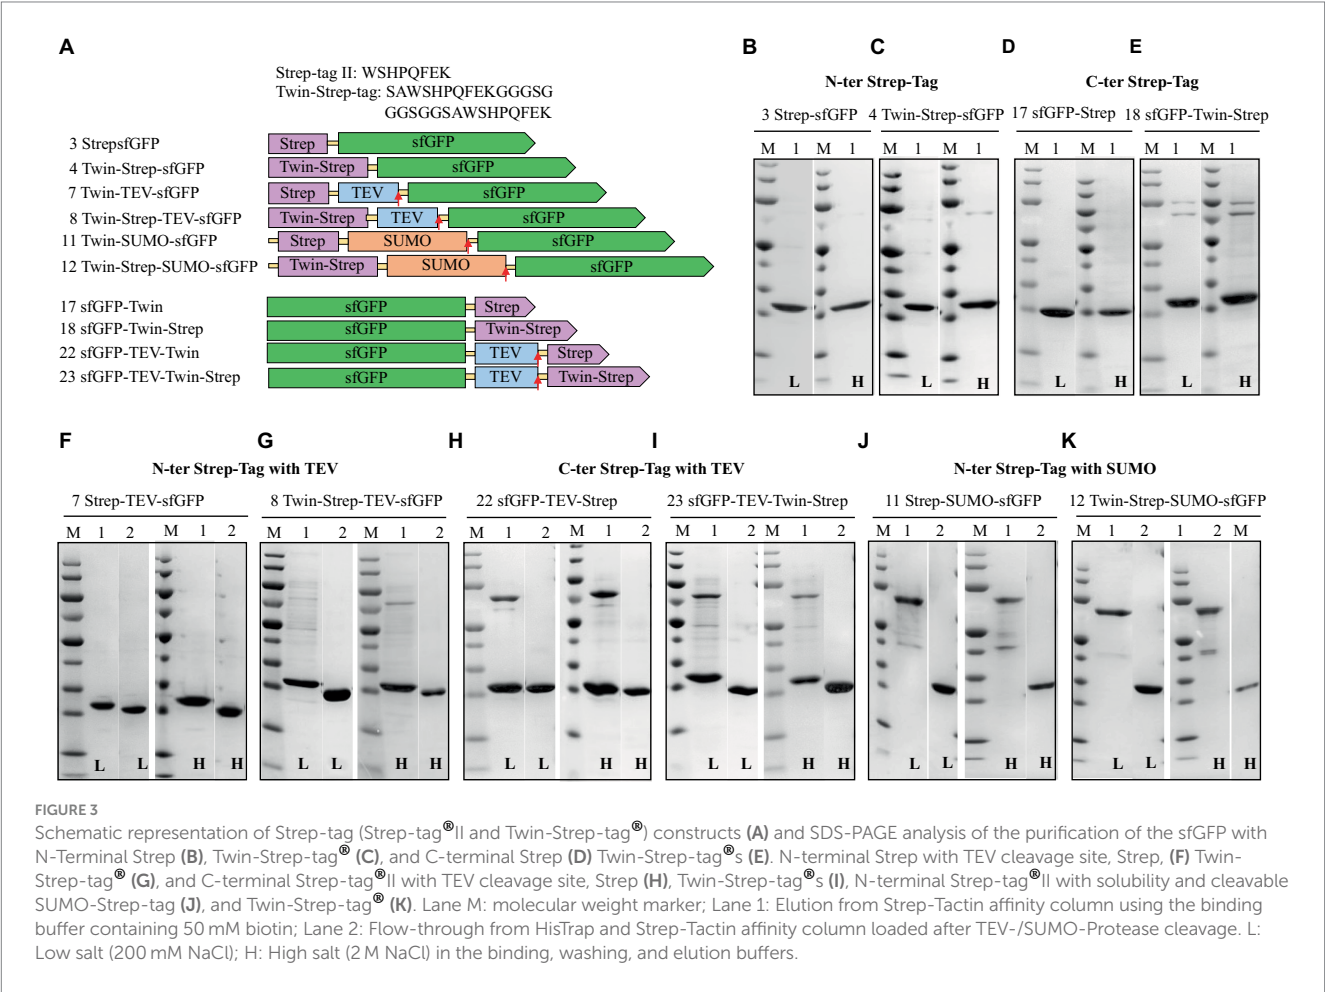 A
Strep-tag II: WSHPQFEK
Twin-Strep-tag: SAWSHPQFEKGGGSG
GGSGGSAWSHPQFEK
3 StrepsfGFP Strep sfGFP
4 Twin-Strep-sfGFP Twin-Strep sfGFP
7 Twin-TEV-sfGFP Strep TEV sfGFP
8 Twin-Strep-TEV-sfGFP Twin-Strep TEV sfGFP
11 Twin-SUMO-sfGFP Strep SUMO sfGFP
12 Twin-Strep-SUMO-sfGFP Twin-Strep SUMO sfGFP
17 sfGFP-Twin sfGFP Strep
18 sfGFP-Twin-Strep sfGFP Twin-Strep
22 sfGFP-TEV-Twin sfGFP TEV Strep
23 sfGFP-TEV-Twin-Strep sfGFP TEV Twin-Strep
B C D E
N-ter Strep-Tag C-ter Strep-Tag
3 Strep-sfGFP 4 Twin-Strep-sfGFP 17 sfGFP-Strep 18 sfGFP-Twin-Strep
M 1 M 1 M 1 M 1 M 1 M 1 M 1 M 1
L H L H L H L H
F G H I J K
N-ter Strep-Tag with TEV C-ter Strep-Tag with TEV N-ter Strep-Tag with SUMO
7 Strep-TEV-sfGFP 8 Twin-Strep-TEV-sfGFP 22 sfGFP-TEV-Strep 23 sfGFP-TEV-Twin-Strep 11 Strep-SUMO-sfGFP 12 Twin-Strep-SUMO-sfGFP
M 1 2 M 1 2 M 1 2 M 1 2 M 1 2 M 1 2 M 1 2 M 1 2 M 1 2 M 1 2 M 1 2 1 2 M
L L H H L L H H L L H H L L H H L L H H L L H H
FIGURE 3
Schematic representation of Strep-tag (Strep-tag®II and Twin-Strep-tag®) constructs (A) and SDS-PAGE analysis of the purification of the sfGFP with
N-Terminal Strep (B), Twin-Strep-tag® (C), and C-terminal Strep (D) Twin-Strep-tag®s (E). N-terminal Strep with TEV cleavage site, Strep, (F) Twin-
Strep-tag® (G), and C-terminal Strep-tag®II with TEV cleavage site, Strep (H), Twin-Strep-tag®s (I), N-terminal Strep-tag®II with solubility and cleavable
SUMO-Strep-tag (J), and Twin-Strep-tag® (K). Lane M: molecular weight marker; Lane 1: Elution from Strep-Tactin affinity column using the binding
buffer containing 50 mM biotin; Lane 2: Flow-through from HisTrap and Strep-Tactin affinity column loaded after TEV-/SUMO-Protease cleavage. L:
Low salt (200 mM NaCl); H: High salt (2 M NaCl) in the binding, washing, and elution buffers.